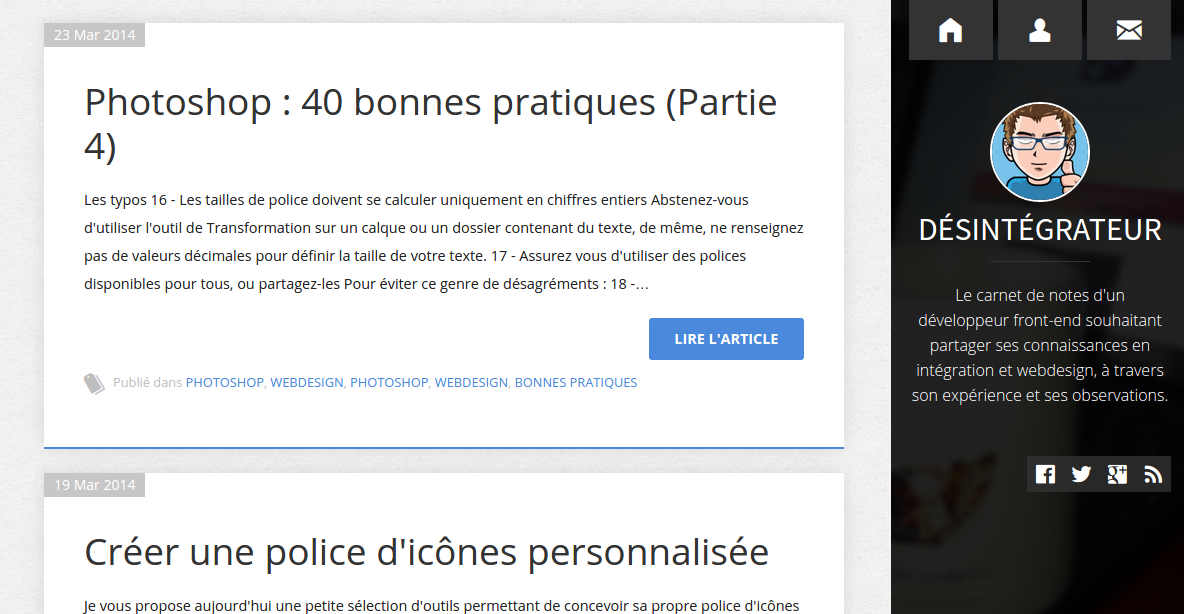 23 Mar 2014
Photoshop : 40 bonnes pratiques (Partie
4)
Les typos 16 - Les tailles de police doivent se calculer uniquement en chiffres entiers Abstenez-vous
d'utiliser l'outil de Transformation sur un calque ou un dossier contenant du texte, de même, ne renseignez
pas de valeurs décimales pour définir la taille de votre texte. 17 - Assurez vous d'utiliser des polices
disponibles pour tous, ou partagez-les Pour éviter ce genre de désagréments : 18 -…
LIRE L'ARTICLE
Publié dans PHOTOSHOP, WEBDESIGN, PHOTOSHOP, WEBDESIGN, BONNES PRATIQUES
19 Mar 2014
Créer une police d'icônes personnalisée
Je vous propose aujourd'hui une petite sélection d'outils permettant de concevoir sa propre police d'icônes
DÉSINTÉGRATEUR
Le carnet de notes d'un
développeur front-end souhaitant
partager ses connaissances en
intégration et webdesign, à travers
son expérience et ses observations.